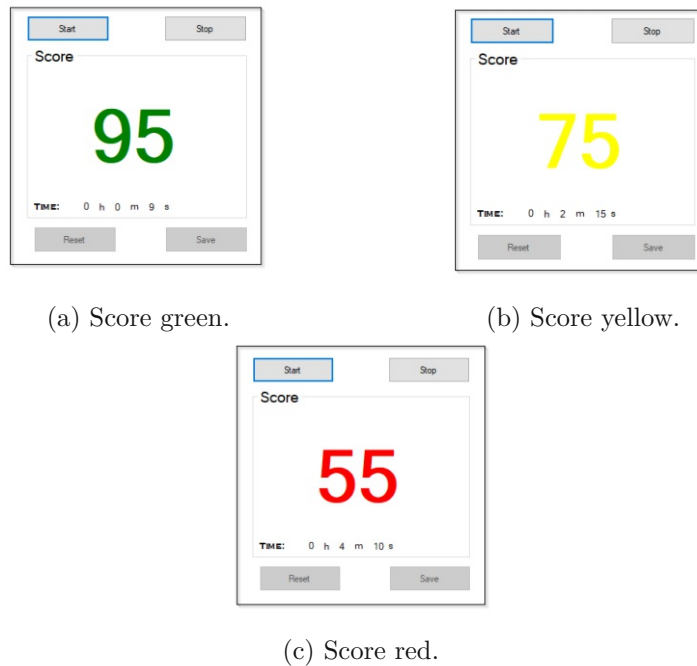 Start Stop
Score
95
TIME: 0 h 0 m 9 s
Reset Save
(a) Score green.
Start Stop
Score
75
TIME: 0 h 2 m 15 s
Reset Save
(b) Score yellow.
Start Stop
Score
55
TIME: 0 h 4 m 10 s
Reset Save
(c) Score red.